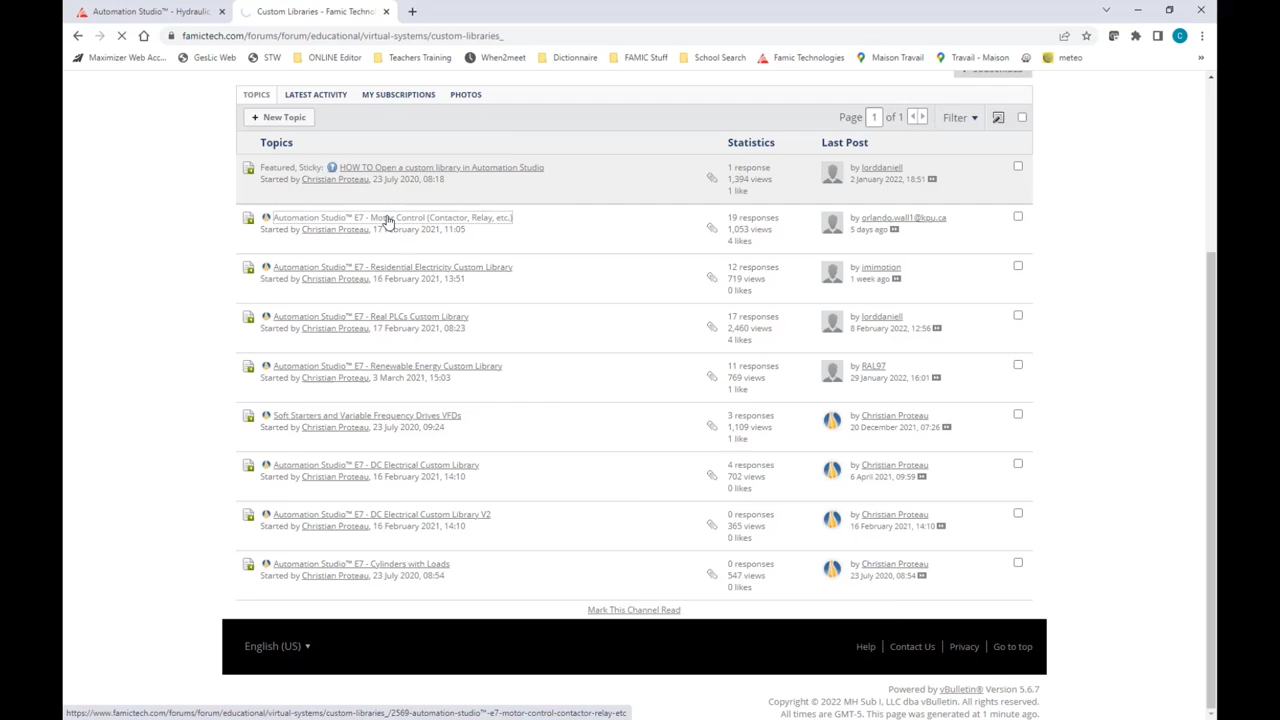 Automation Studio™ - Hydraulic
Custom Libraries - Famic Techno
famictech.com/forums/forum/educational/virtual-systems/custom-libraries_
C
Maximizer Web Acc... GesLic Web STW ONLINE Editor Teachers Training When2meet Dictionnaire FAMIC Stuff School Search Famic Technologies Maison Travail Travail - Maison meteo »
TOPICS LATEST ACTIVITY MY SUBSCRIPTIONS PHOTOS
+ New Topic Page 1 of 1 Filter
Topics Statistics Last Post
Featured, Sticky: HOW TO Open a custom library in Automation Studio
Started by Christian Proteau, 23 July 2020, 08:18
1 response
1,394 views
1 like
by lorddaniell
2 January 2022, 18:51
Automation Studio™ E7 - Motor Control (Contactor, Relay, etc.)
Started by Christian Proteau, 17 February 2021, 11:05
19 responses
1,053 views
4 likes
by orlando.wall1@kpu.ca
5 days ago
Automation Studio™ E7 - Residential Electricity Custom Library
Started by Christian Proteau, 16 February 2021, 13:51
12 responses
719 views
0 likes
by jmimotion
1 week ago
Automation Studio™ E7 - Real PLCs Custom Library
Started by Christian Proteau, 17 February 2021, 08:23
17 responses
2,460 views
4 likes
by lorddaniell
8 February 2022, 12:56
Automation Studio™ E7 - Renewable Energy Custom Library
Started by Christian Proteau, 3 March 2021, 15:03
11 responses
769 views
1 like
by RAL97
29 January 2022, 16:01
Soft Starters and Variable Frequency Drives VFDs
Started by Christian Proteau, 23 July 2020, 09:24
3 responses
1,109 views
1 like
by Christian Proteau
20 December 2021, 07:26
Automation Studio™ E7 - DC Electrical Custom Library
Started by Christian Proteau, 16 February 2021, 14:10
4 responses
702 views
0 likes
by Christian Proteau
6 April 2021, 09:59
Automation Studio™ E7 - DC Electrical Custom Library V2
Started by Christian Proteau, 16 February 2021, 14:10
0 responses
365 views
0 likes
by Christian Proteau
16 February 2021, 14:10
Automation Studio™ E7 - Cylinders with Loads
Started by Christian Proteau, 23 July 2020, 08:54
0 responses
547 views
0 likes
by Christian Proteau
23 July 2020, 08:54
Mark This Channel Read
English (US) ▾ Help Contact Us Privacy Go to top
Powered by vBulletin® Version 5.6.7
Copyright © 2022 MH Sub I, LLC dba vBulletin. All rights reserved.
All times are GMT-5. This page was generated at 1 minute ago.
https://www.famictech.com/forums/forum/educational/virtual-systems/custom-libraries_/2569-automation-studio™-e7-motor-control-contactor-relay-etc